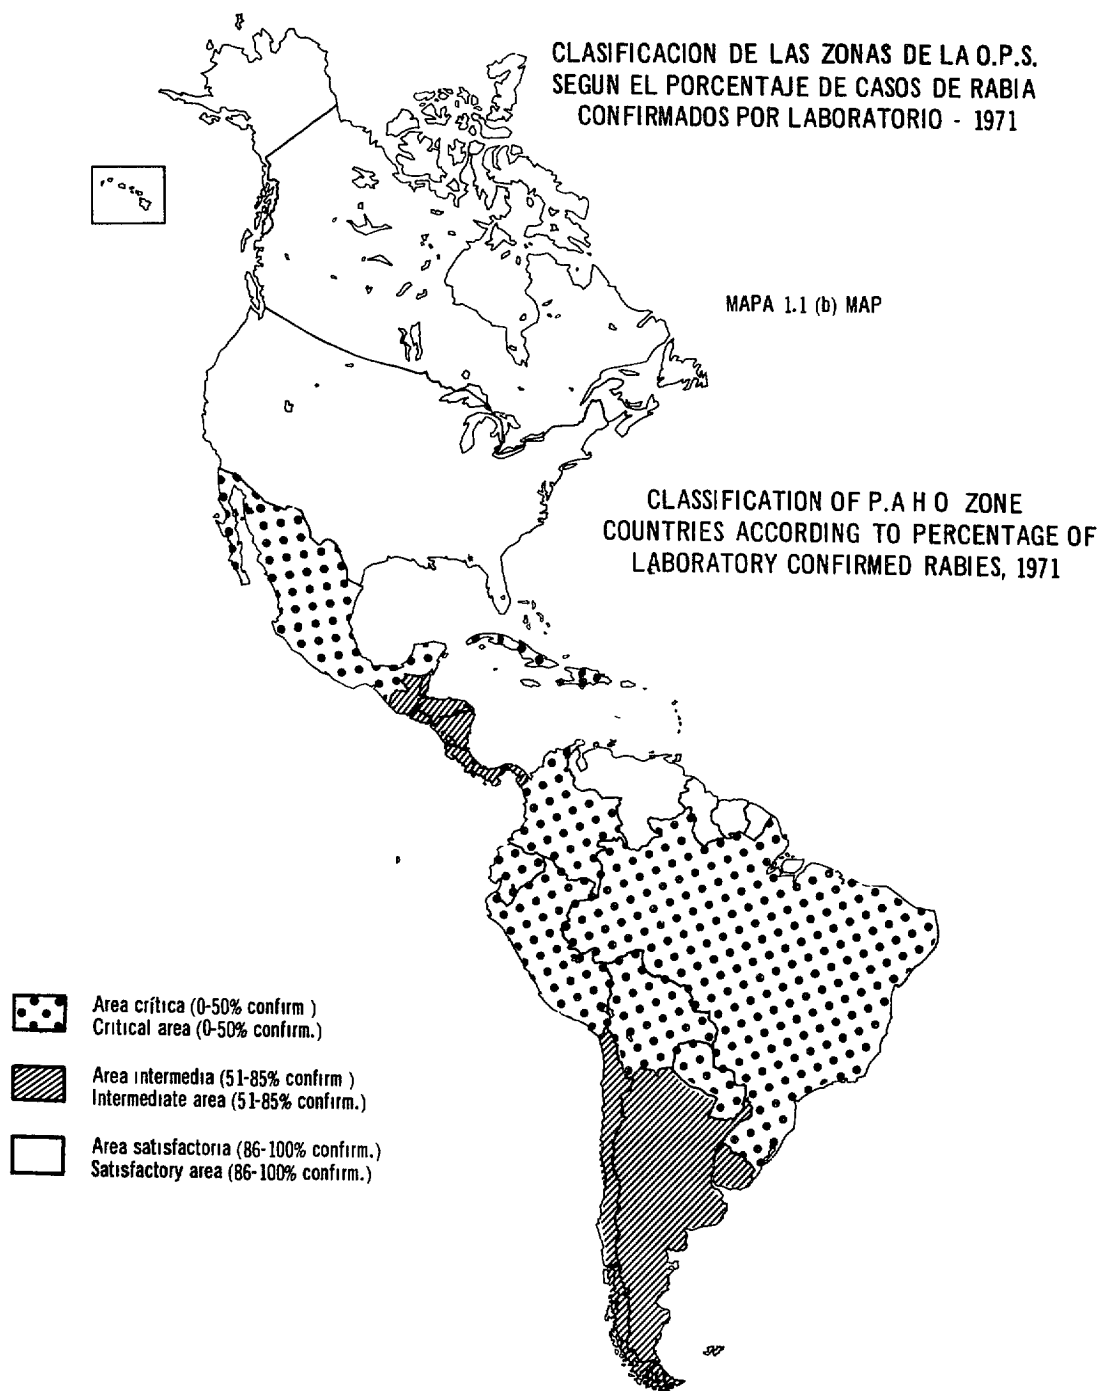 CLASIFICACION DE LAS ZONAS DE LA O.P.S.
SEGUN EL PORCENTAJE DE CASOS DE RABIA
CONFIRMADOS POR LABORATORIO - 1971
MAPA 1.1 (b) MAP
CLASSIFICATION OF P.A H O ZONE
COUNTRIES ACCORDING TO PERCENTAGE OF
LABORATORY CONFIRMED RABIES, 1971
Area crítica (0-50% confirm )
Critical area (0-50% confirm.)
Area intermedia (51-85% confirm )
Intermediate area (51-85% confirm.)
Area satisfactoria (86-100% confirm.)
Satisfactory area (86-100% confirm.)